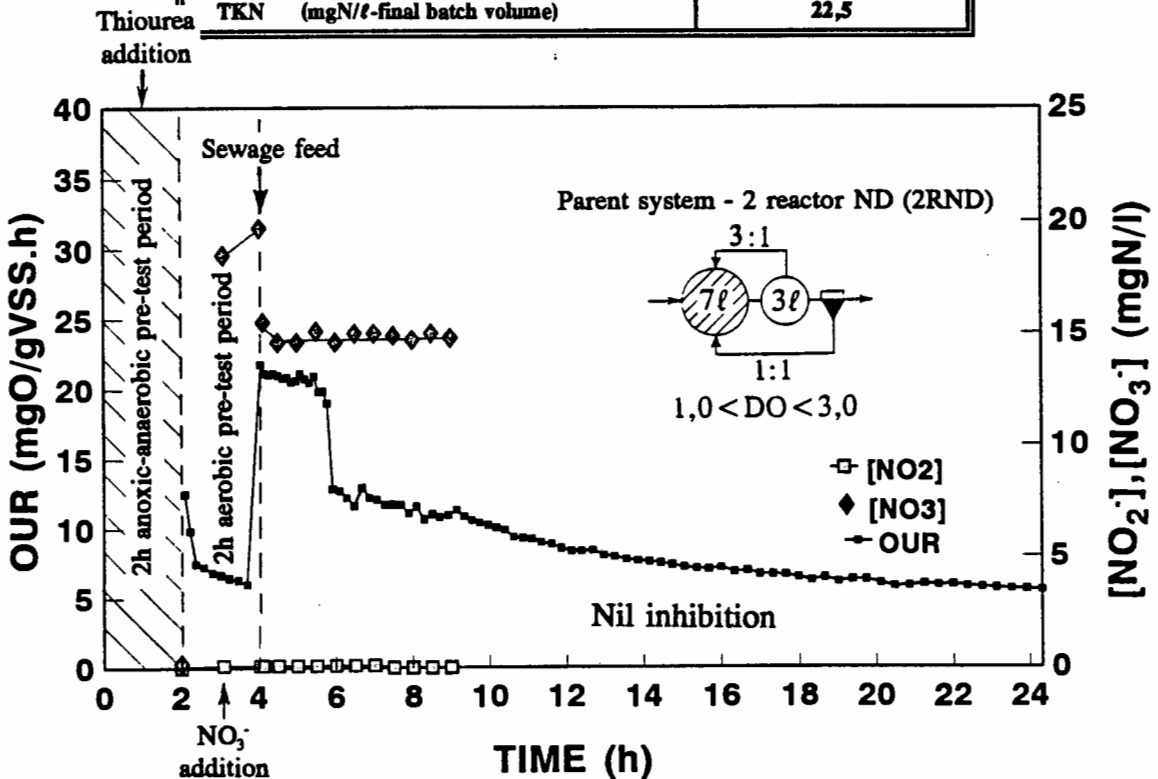 TKN (mgN/ℓ-final batch volume) 22,5
Thiourea
addition
40
35
30
25
20
15
10
5
0
OUR (mgO/gVSS.h)
2h anoxic-anaerobic pre-test period
2h aerobic pre-test period
Sewage feed
Parent system - 2 reactor ND (2RND)
3:1
7ℓ 3ℓ
1:1
1,0<DO<3,0
[NO2]
[NO3]
OUR
Nil inhibition
25
20
15
10
5
0
[NO₂⁻],[NO₃⁻] (mgN/l)
0 2 4 6 8 10 12 14 16 18 20 22 24
NO₃⁻
addition
TIME (h)